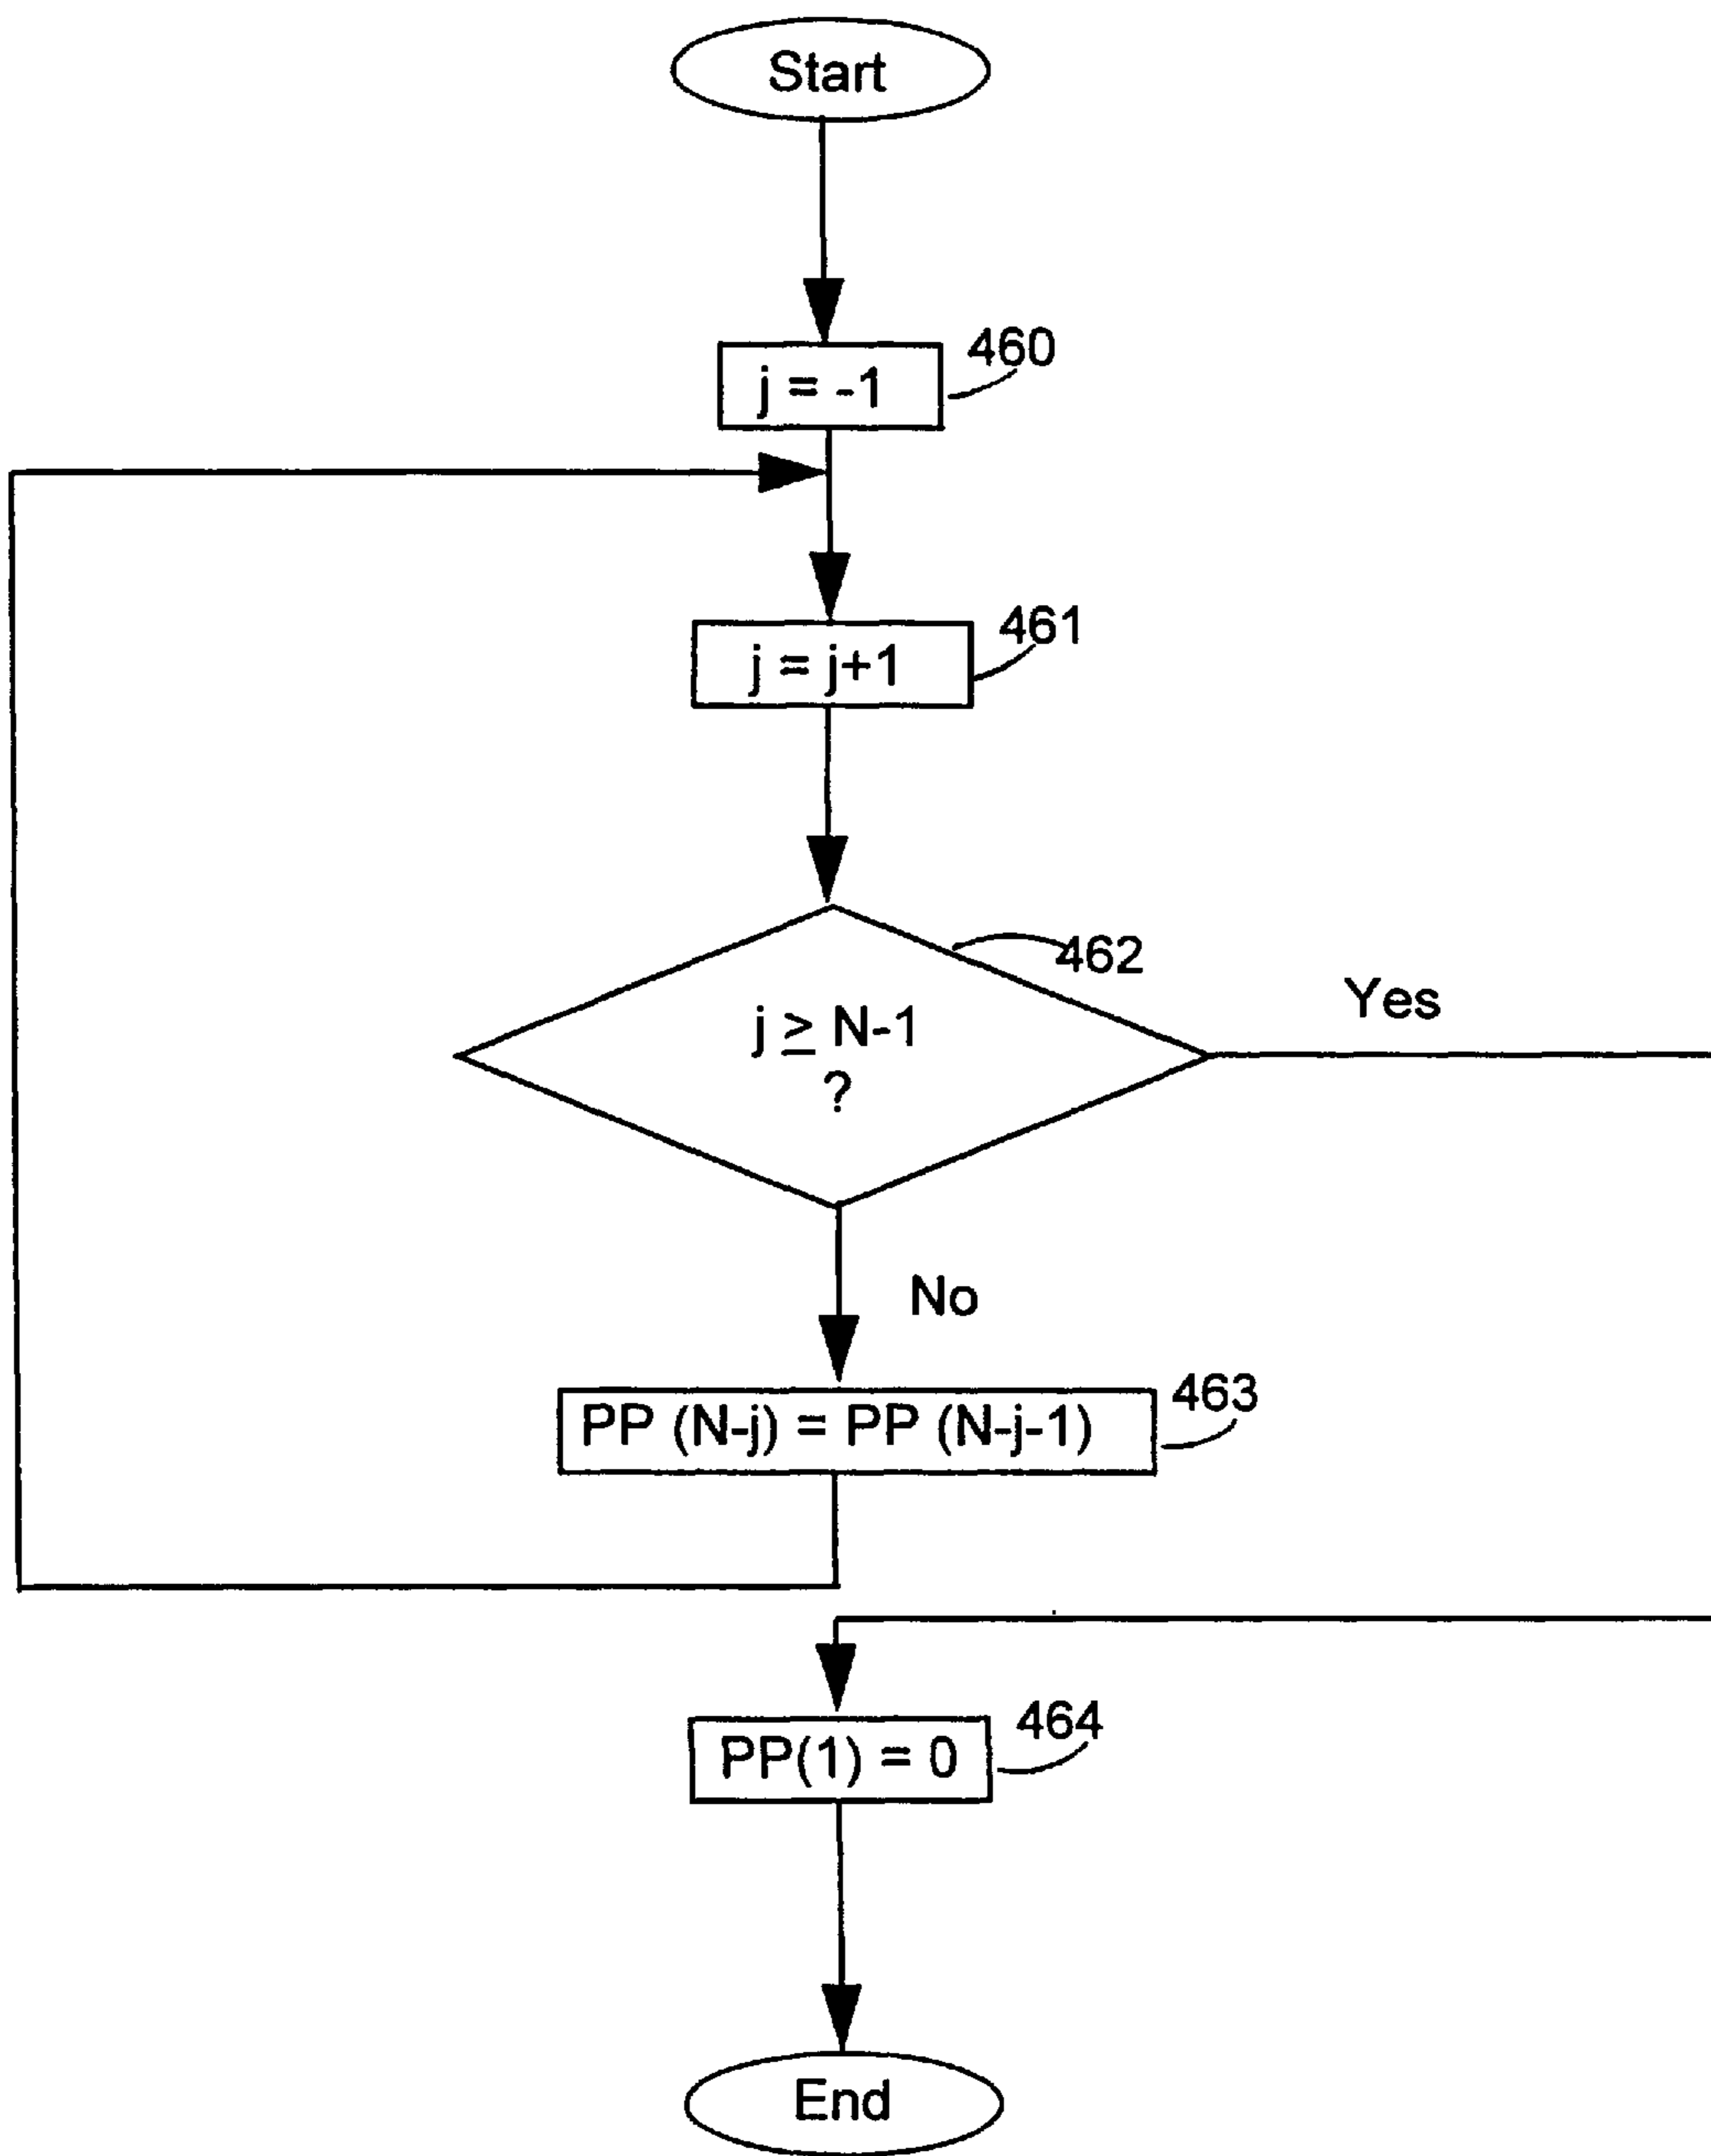 Start
460
j = -1
461
j = j+1
462
Yes
j ≥ N-1
?
No
463
PP (N-j) = PP (N-j-1)
464
PP(1) = 0
End